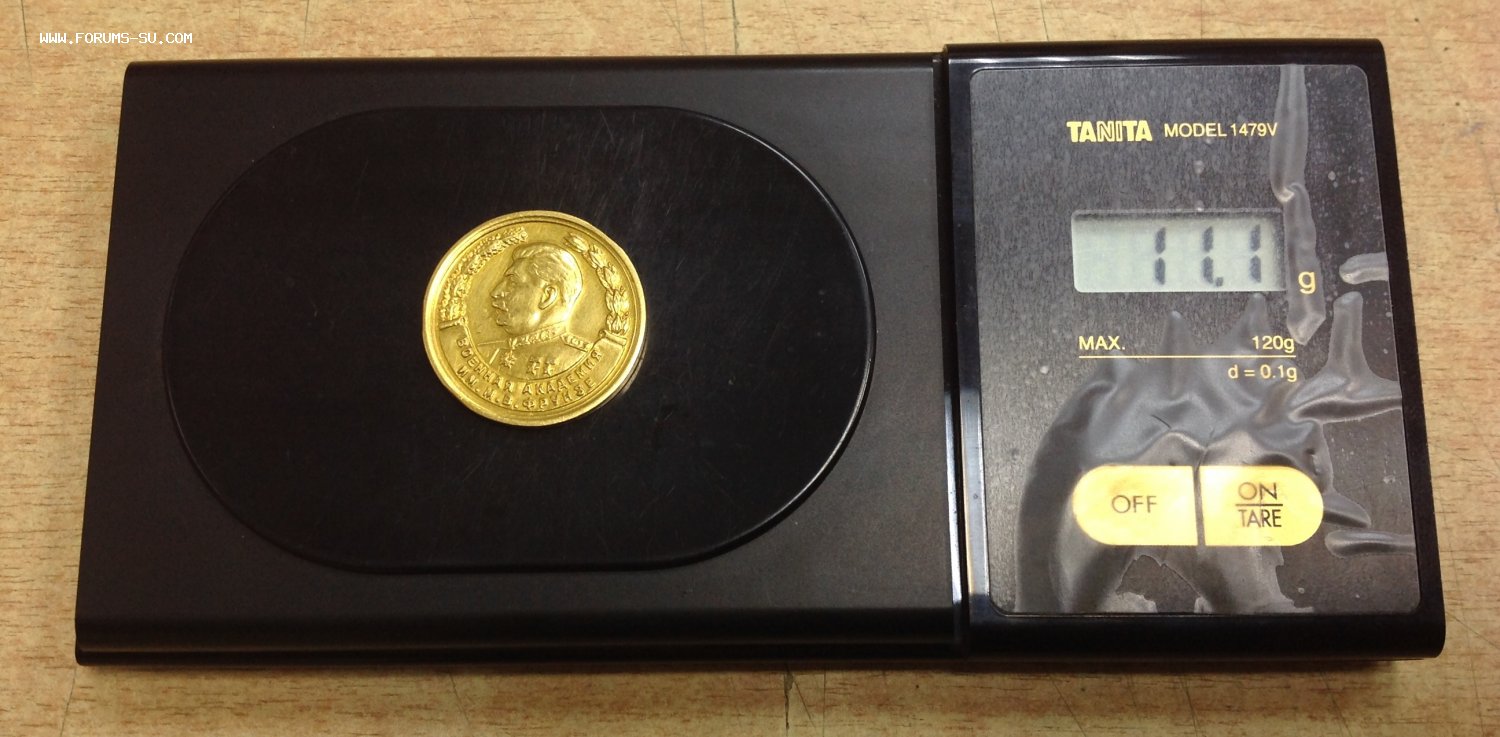 WWW.FORUMS-SU.COM
TANITA MODEL 1479V
11.1 g
MAX. 120g
d = 0.1g
OFF
ON
TARE
ВОЕННАЯ АКАДЕМИЯ
ИМ. М. В. ФРУНЗЕ